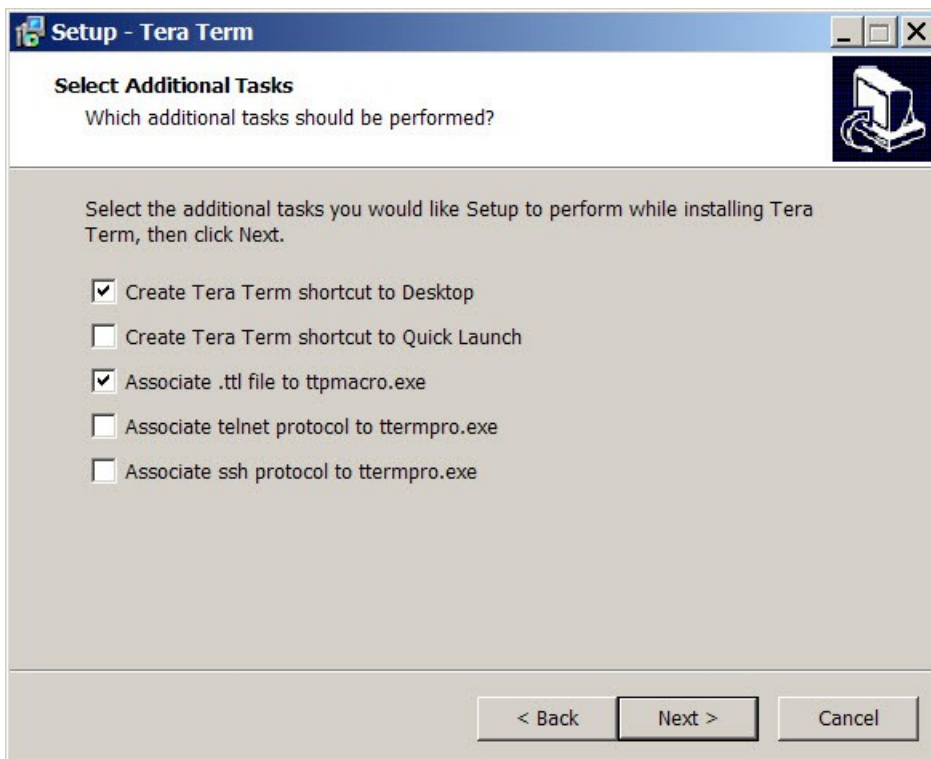 Setup - Tera Term
Select Additional Tasks
Which additional tasks should be performed?
Select the additional tasks you would like Setup to perform while installing Tera
Term, then click Next.
Create Tera Term shortcut to Desktop
Create Tera Term shortcut to Quick Launch
Associate .ttl file to ttpmacro.exe
Associate telnet protocol to ttermpro.exe
Associate ssh protocol to ttermpro.exe
< Back Next > Cancel